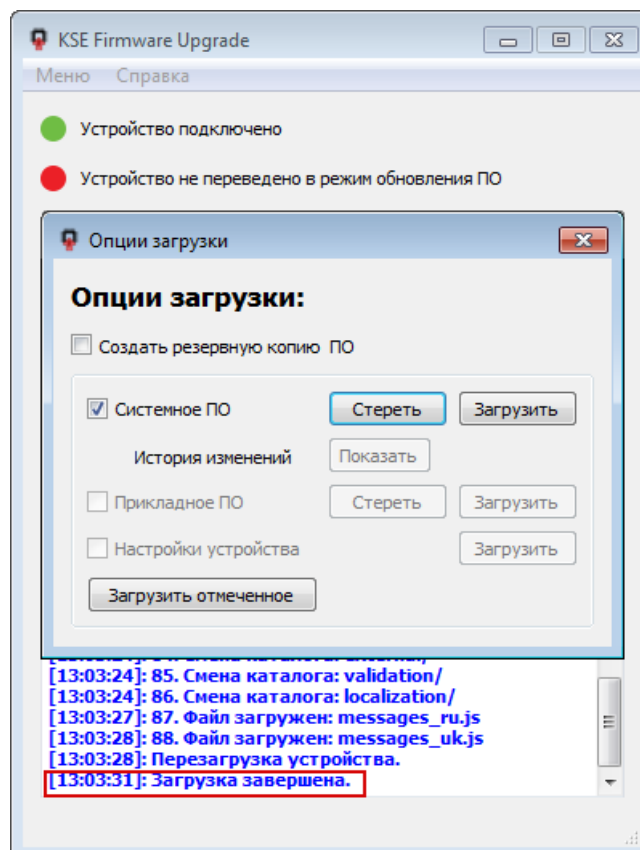 KSE Firmware Upgrade
Меню Справка
Устройство подключено
Устройство не переведено в режим обновления ПО
Опции загрузки
Опции загрузки:
Создать резервную копию ПО
Системное ПО Стереть Загрузить
История изменений Показать
Прикладное ПО Стереть Загрузить
Настройки устройства Загрузить
Загрузить отмеченное
[13:03:24]: 85. Смена каталога: validation/
[13:03:24]: 86. Смена каталога: localization/
[13:03:27]: 87. Файл загружен: messages_ru.js
[13:03:28]: 88. Файл загружен: messages_uk.js
[13:03:28]: Перезагрузка устройства.
[13:03:31]: Загрузка завершена.